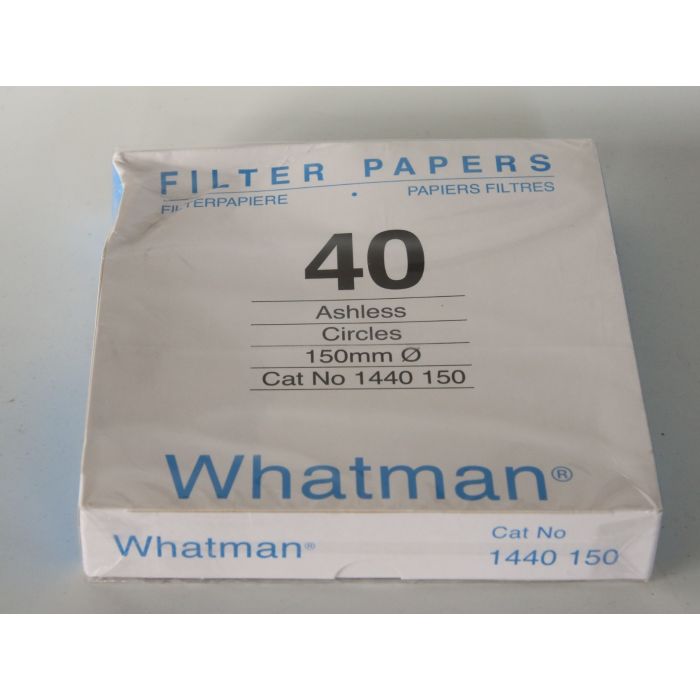 FILTER PAPERS
FILTERPAPIERE • PAPIERS FILTRES
40
Ashless
Circles
150mm Ø
Cat No 1440 150
Whatman®
Whatman® Cat No
1440 150